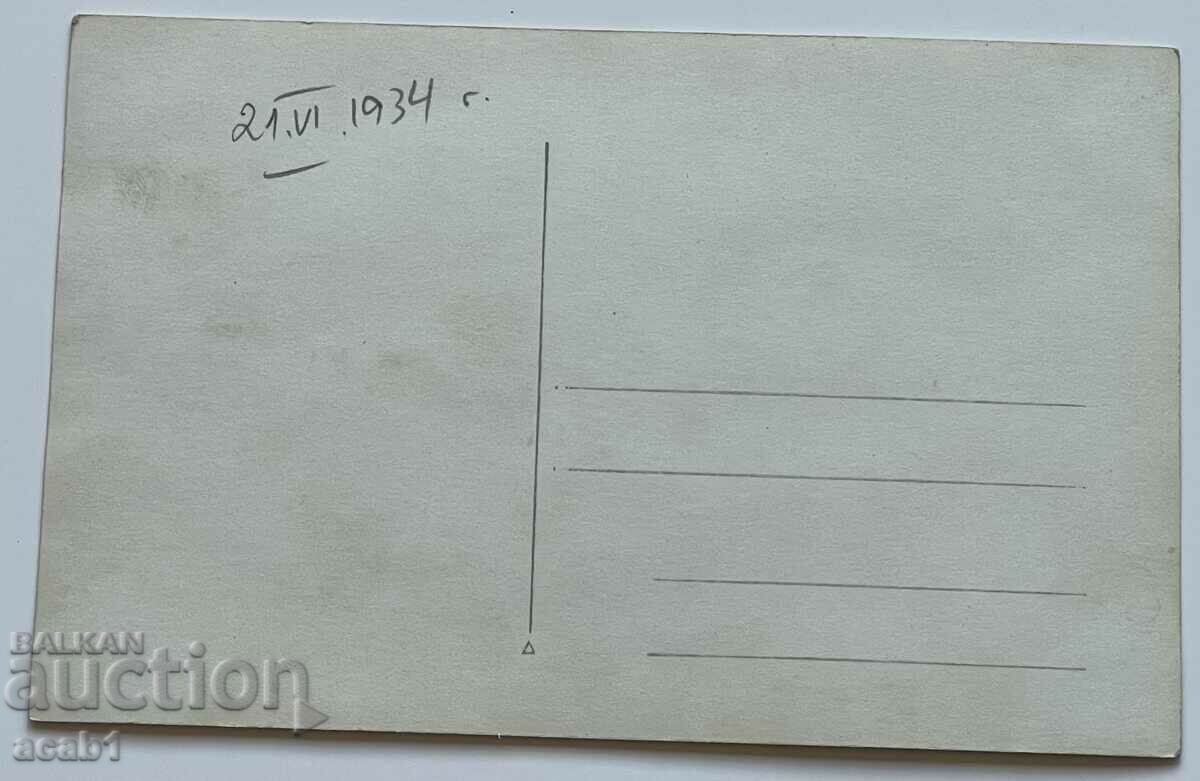 21.VI.1934 г.
BALKAN
auction
acab1